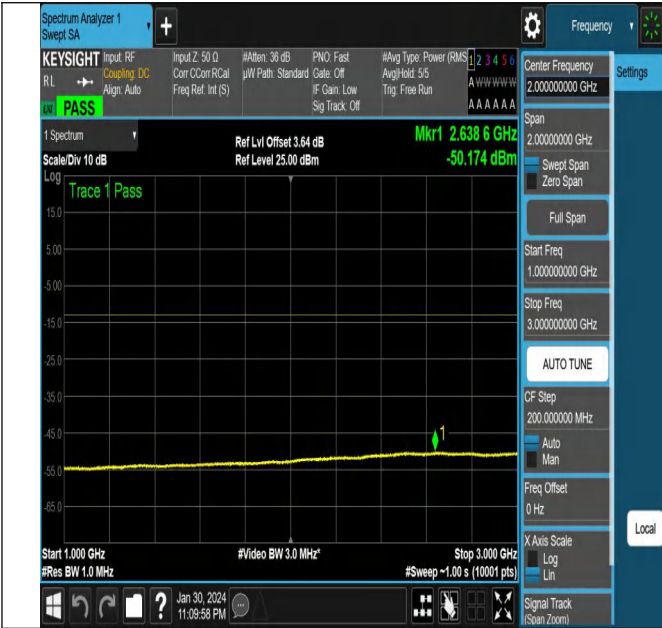 Spectrum Analyzer 1
Swept SA
+
Frequency
KEYSIGHT
RL
LXI
PASS
Input: RF
Coupling: DC
Align: Auto
Input Z: 50 Ω
Corr CCorr RCal
Freq Ref: Int (S)
#Atten: 36 dB
µW Path: Standard
PNO: Fast
Gate: Off
IF Gain: Low
Sig Track: Off
#Avg Type: Power (RMS
Avg|Hold: 5/5
Trig: Free Run
1 2 3 4 5 6
A W W W W W
A A A A A A
1 Spectrum
Scale/Div 10 dB
Ref Lvl Offset 3.64 dB
Ref Level 25.00 dBm
Mkr1 2.638 6 GHz
-50.174 dBm
Log
Trace 1 Pass
15.0
5.00
-5.00
-15.0
-25.0
-35.0
-45.0
-55.0
-65.0
1
Start 1.000 GHz
#Res BW 1.0 MHz
#Video BW 3.0 MHz*
Stop 3.000 GHz
#Sweep ~1.00 s (10001 pts)
?
Jan 30, 2024
11:09:58 PM
Center Frequency
2.000000000 GHz
Span
2.00000000 GHz
Swept Span
Zero Span
Full Span
Start Freq
1.000000000 GHz
Stop Freq
3.000000000 GHz
AUTO TUNE
CF Step
200.000000 MHz
Auto
Man
Freq Offset
0 Hz
X Axis Scale
Log
Lin
Signal Track
(Span Zoom)
Settings
Local